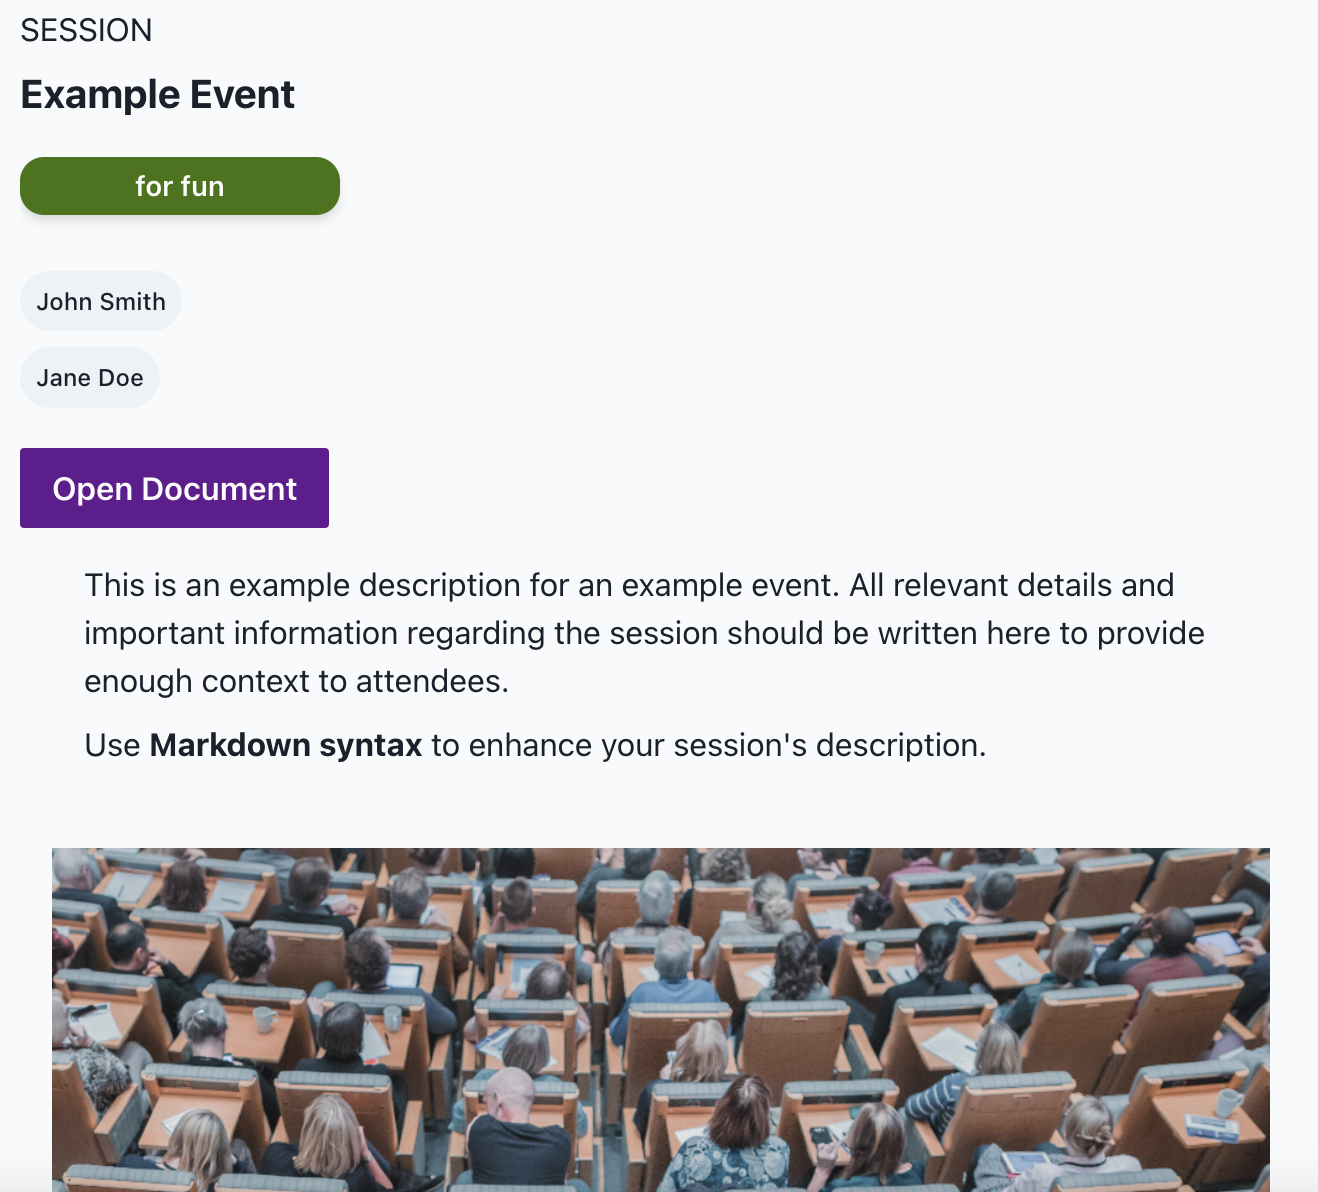 SESSION
Example Event
for fun
John Smith
Jane Doe
Open Document
This is an example description for an example event. All relevant details and
important information regarding the session should be written here to provide
enough context to attendees.
Use Markdown syntax to enhance your session's description.